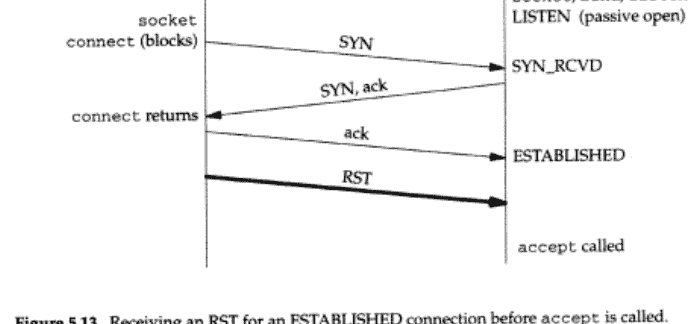 socket
LISTEN (passive open)
connect (blocks)
SYN
SYN_RCVD
SYN, ack
connect returns
ack
ESTABLISHED
RST
accept called
Figure 5.13 Receiving an RST for an ESTABLISHED connection before accept is called.